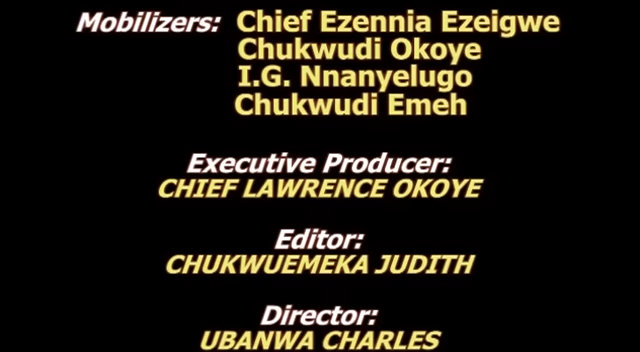 Mobilizers: Chief Ezennia Ezeigwe
Chukwudi Okoye
I.G. Nnanyelugo
Chukwudi Emeh
Executive Producer:
CHIEF LAWRENCE OKOYE
Editor:
CHUKWUEMEKA JUDITH
Director:
UBANWA CHARLES